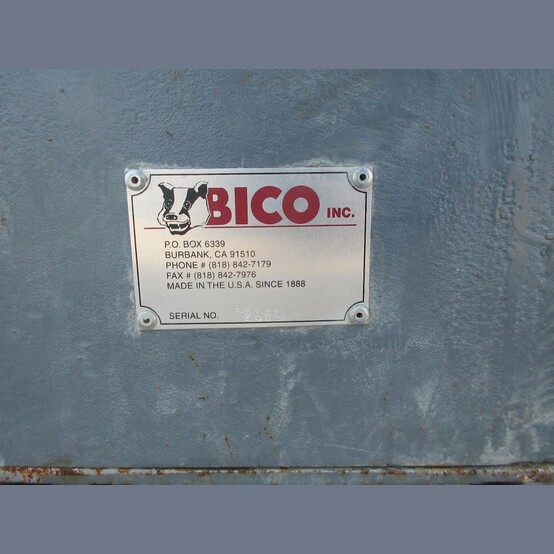 BICO INC.
P.O. BOX 6339
BURBANK, CA 91510
PHONE # (818) 842-7179
FAX # (818) 842-7976
MADE IN THE U.S.A. SINCE 1888
SERIAL NO.